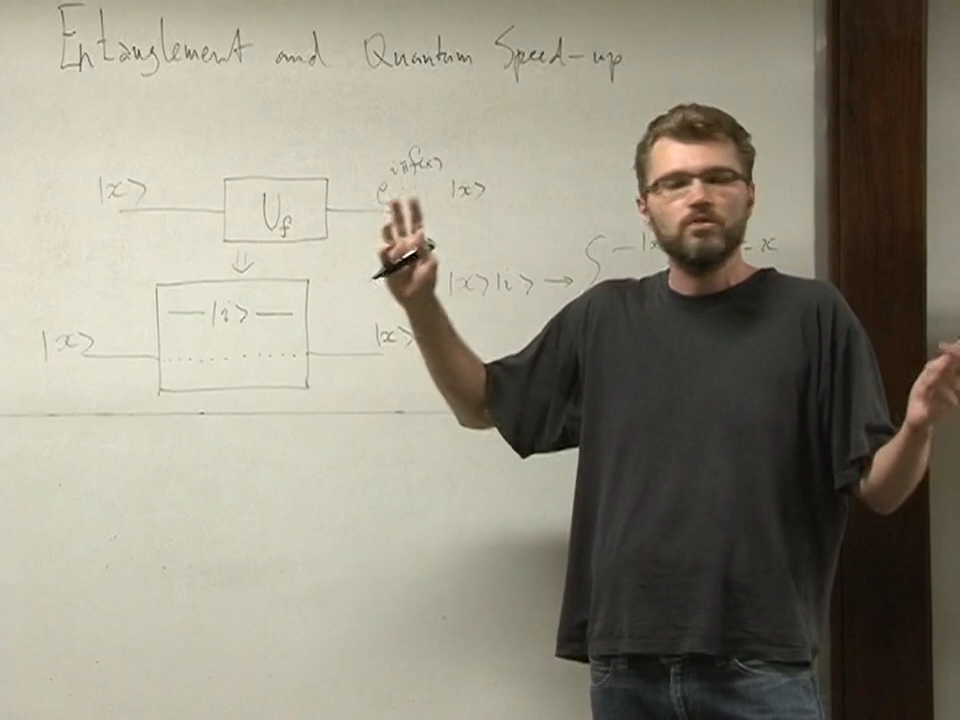 Entanglement and Quantum Speed-up
|x> U_f e^{iπf(x)} |x>
⇓
|x>|i> →
— |i> —
|x> |x>